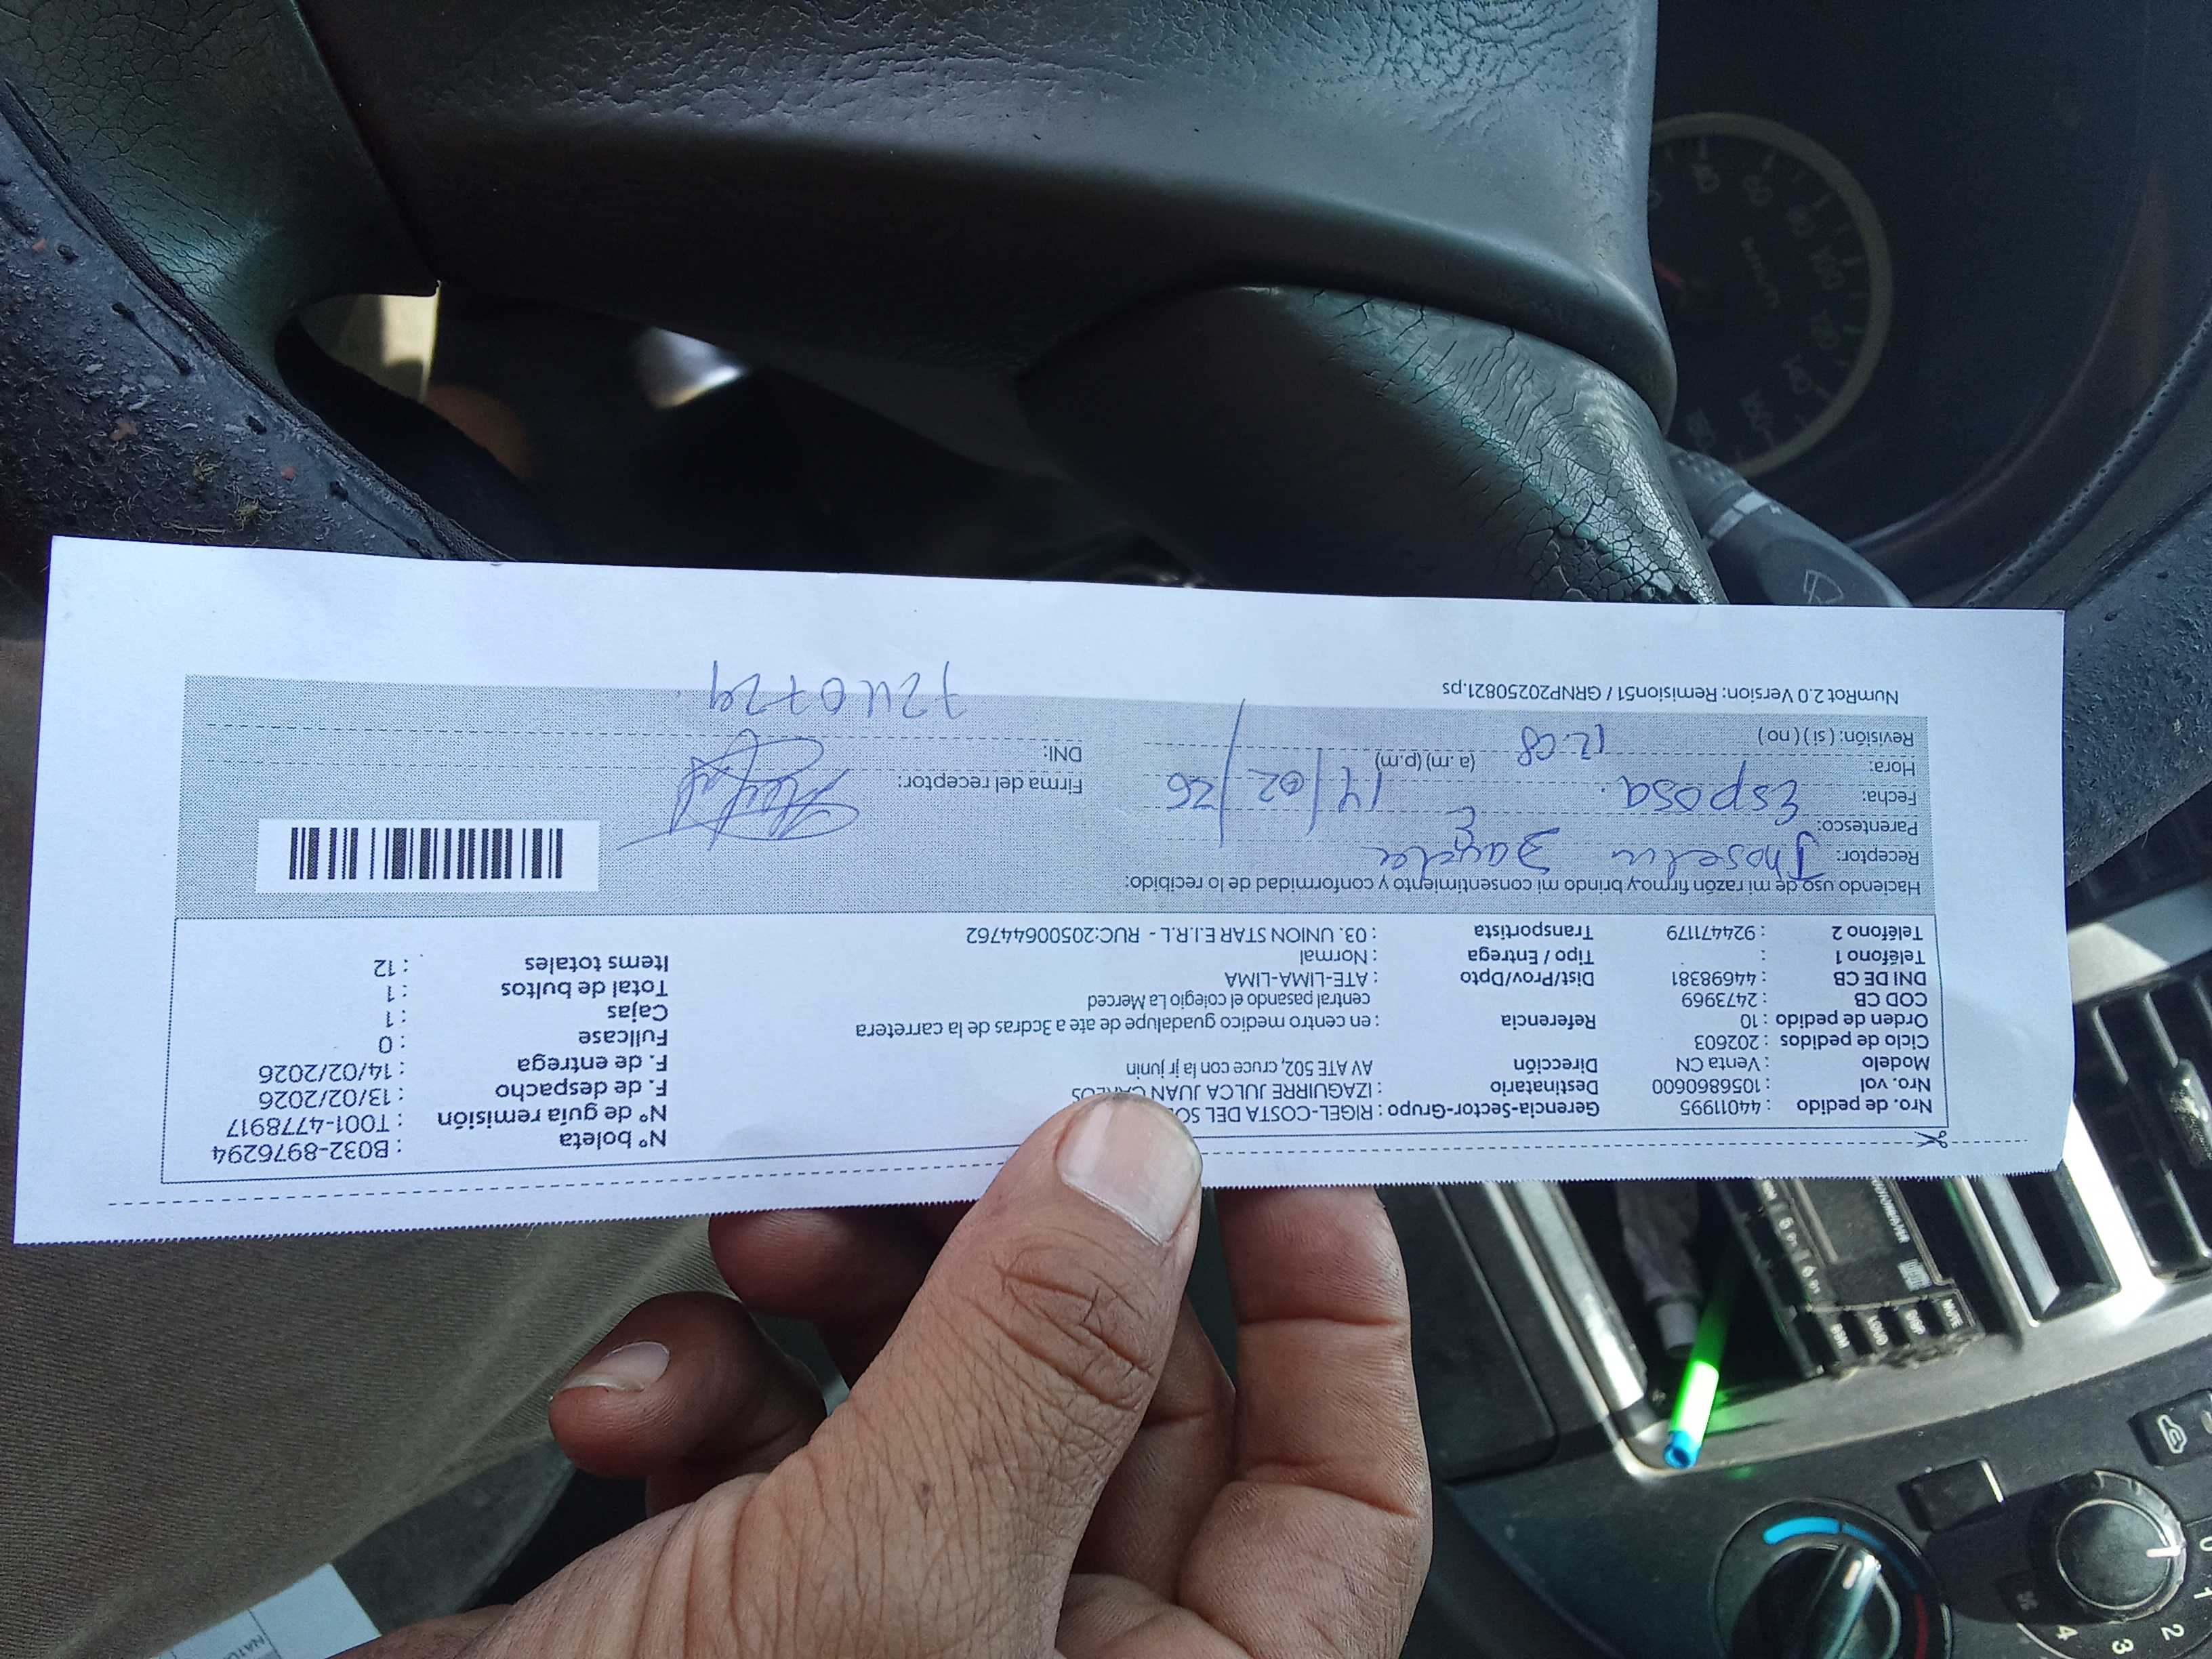 Nro. de pedido : 44011995
Nro. vol : 1056860600
Modelo : Venta CN
Ciclo de pedidos : 202603
Orden de pedido : 10
COD CB : 2473969
DNI DE CB : 44698381
Teléfono 1 :
Teléfono 2 : 924471179
Gerencia-Sector-Grupo : RIGEL-COSTA DEL
Destinatario : IZAGUIRRE JULCA JUAN CARLOS
Dirección AV ATE 502, cruce con la jr junin
Referencia : en centro medico guadalupe de ate a 3cdras de la carretera
central pasando el colegio La Merced
Dist/Prov/Dpto : ATE-LIMA-LIMA
Tipo / Entrega : Normal
Transportista : 03. UNION STAR E.I.R.L - RUC:20500644762
Nº boleta : B032-8976294
Nº de guía remisión : T001-4778917
F. de despacho : 13/02/2026
F. de entrega : 14/02/2026
Fullcase : 0
Cajas : 1
Total de bultos : 1
Items totales : 12
Haciendo uso de mi razón firmo y brindo mi consentimiento y conformidad de lo recibido:
Receptor: Jhoselin
Parentesco: Esposa
Fecha: 14/02/26
Hora: 12:08 (a.m) (p.m)
Revisión: ( si ) ( no )
Firma del receptor:
DNI:
NumRot 2.0 Version: Remision51 / GRNP20250821.ps
MUTE
DISP
LOUD